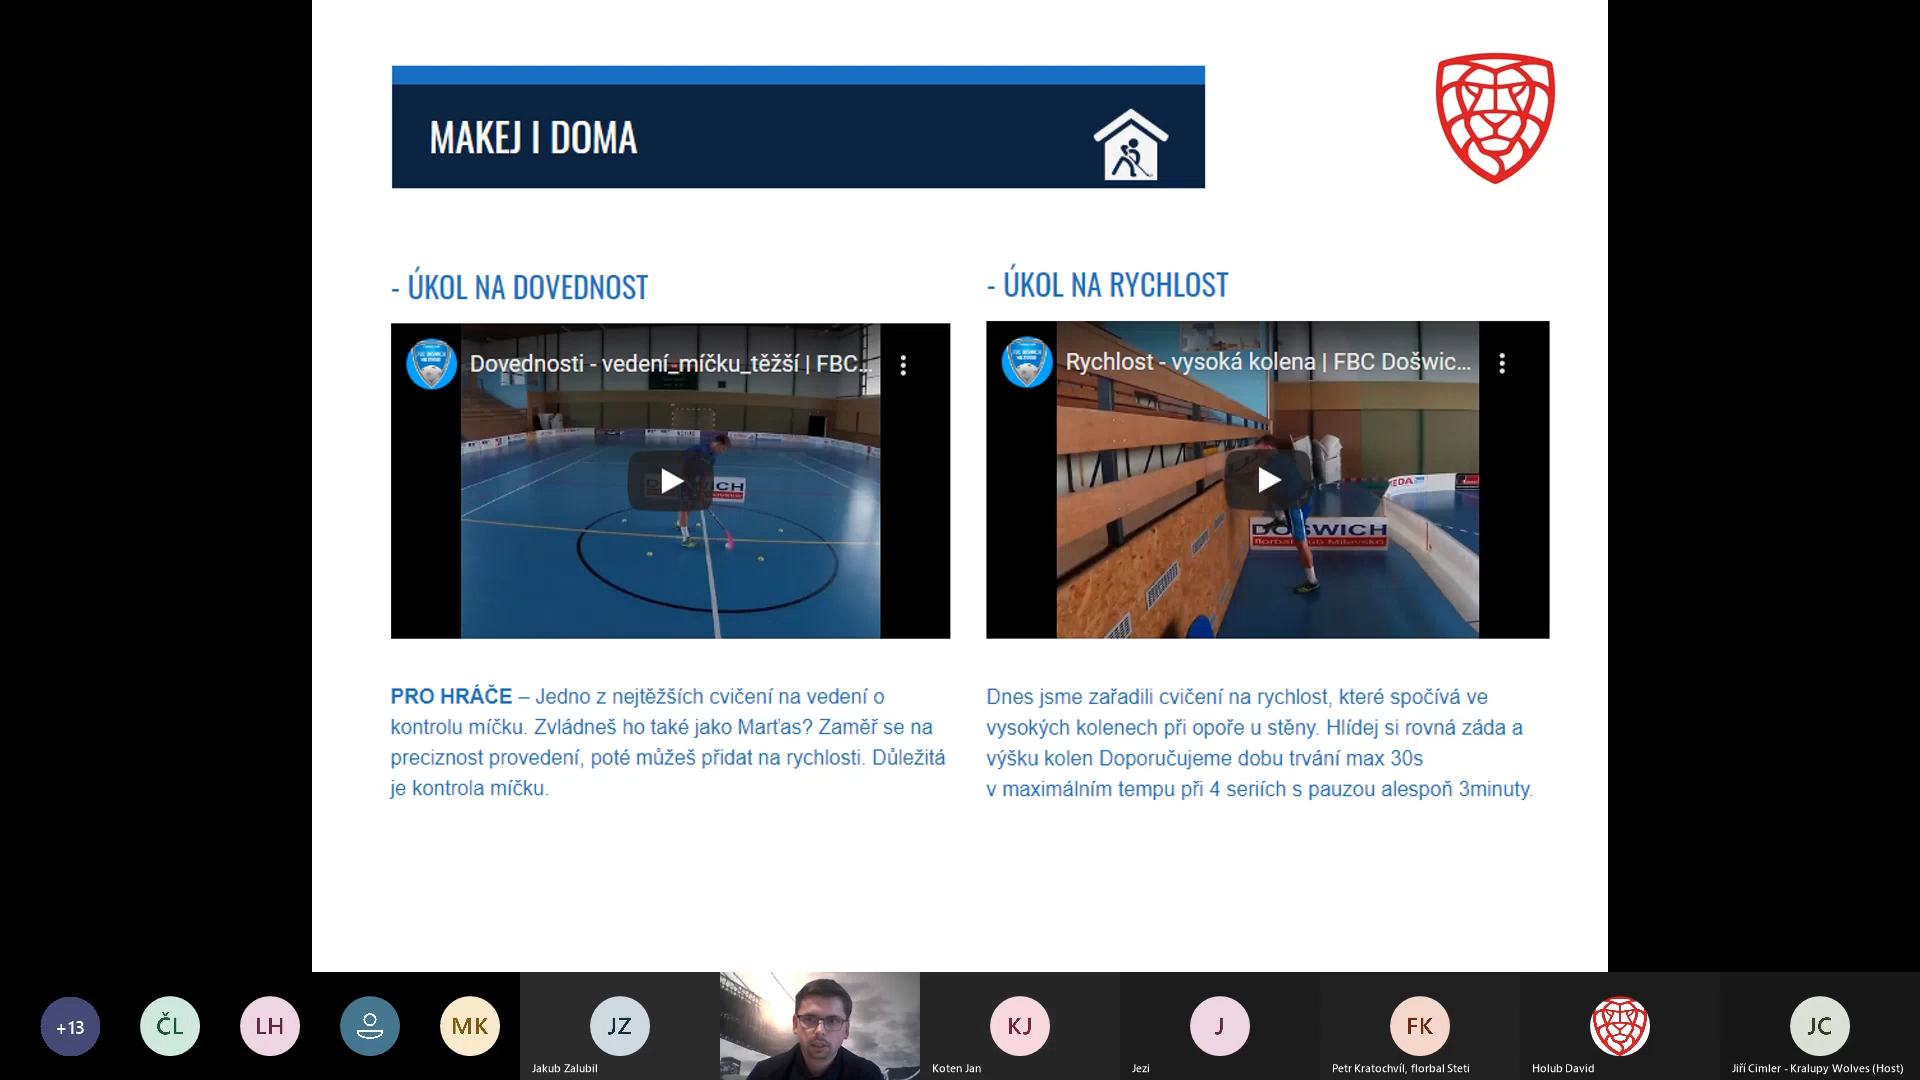 MAKEJ I DOMA
- ÚKOL NA DOVEDNOST
- ÚKOL NA RYCHLOST
Dovednosti - vedení_míčku_těžší | FBC...
Rychlost - vysoká kolena | FBC Došwic...
DOŠWICH
florbal klub Milevsko
PRO HRÁČE – Jedno z nejtěžších cvičení na vedení o
kontrolu míčku. Zvládneš ho také jako Marťas? Zaměř se na
preciznost provedení, poté můžeš přidat na rychlosti. Důležitá
je kontrola míčku.
Dnes jsme zařadili cvičení na rychlost, které spočívá ve
vysokých kolenech při opoře u stěny. Hlídej si rovná záda a
výšku kolen Doporučujeme dobu trvání max 30s
v maximálním tempu při 4 seriích s pauzou alespoň 3minuty.
+13
ČL
LH
MK
JZ
Jakub Zalubil
KJ
Koten Jan
J
Jezi
FK
Petr Kratochvíl, florbal Steti
Holub David
JC
Jiří Cimler - Kralupy Wolves (Host)